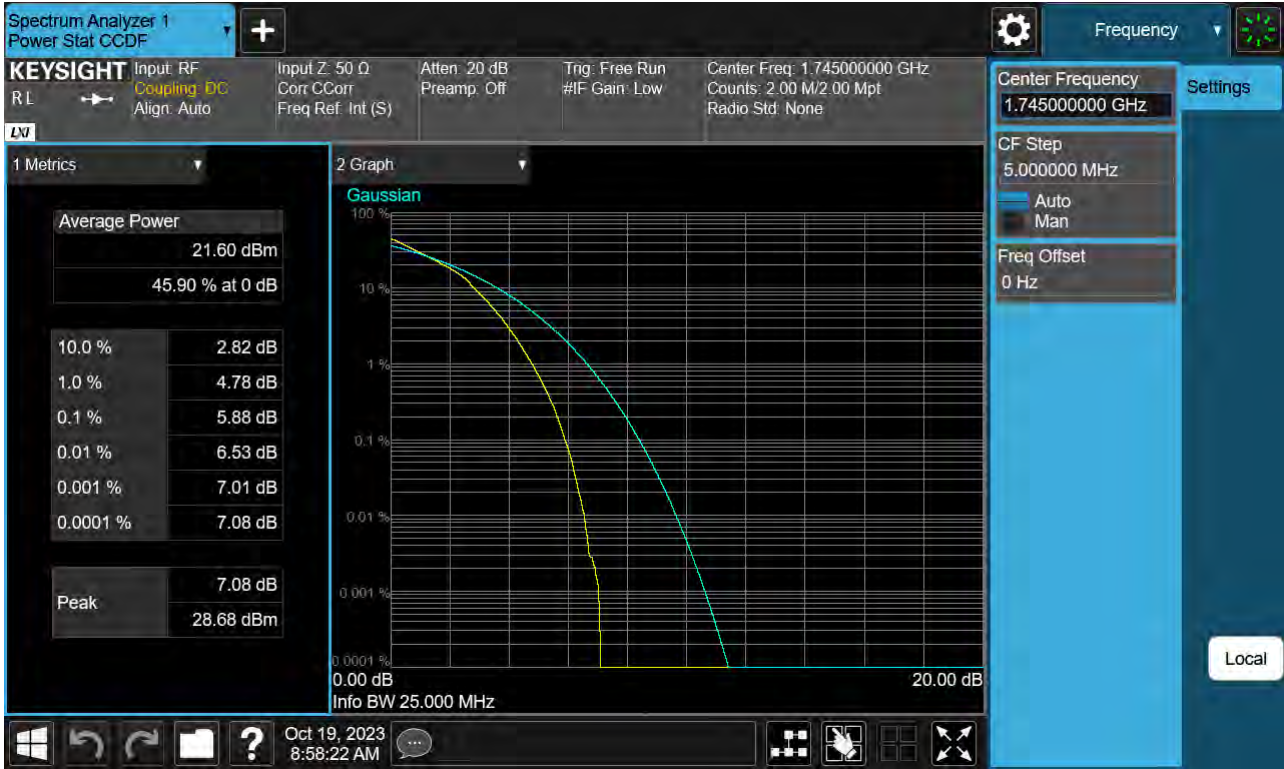 Spectrum Analyzer 1
Power Stat CCDF
+
Frequency
KEYSIGHT
R L
LXI
Input: RF
Coupling: DC
Align: Auto
Input Z: 50 Ω
Corr CCorr
Freq Ref: Int (S)
Atten: 20 dB
Preamp: Off
Trig: Free Run
#IF Gain: Low
Center Freq: 1.745000000 GHz
Counts: 2.00 M/2.00 Mpt
Radio Std: None
Center Frequency
1.745000000 GHz
Settings
CF Step
5.000000 MHz
Auto
Man
Freq Offset
0 Hz
1 Metrics
Average Power
21.60 dBm
45.90 % at 0 dB
10.0 % 2.82 dB
1.0 % 4.78 dB
0.1 % 5.88 dB
0.01 % 6.53 dB
0.001 % 7.01 dB
0.0001 % 7.08 dB
Peak
7.08 dB
28.68 dBm
2 Graph
Gaussian
100 %
10 %
1 %
0.1 %
0.01 %
0.001 %
0.0001 %
0.00 dB 20.00 dB
Info BW 25.000 MHz
Local
?
Oct 19, 2023
8:58:22 AM